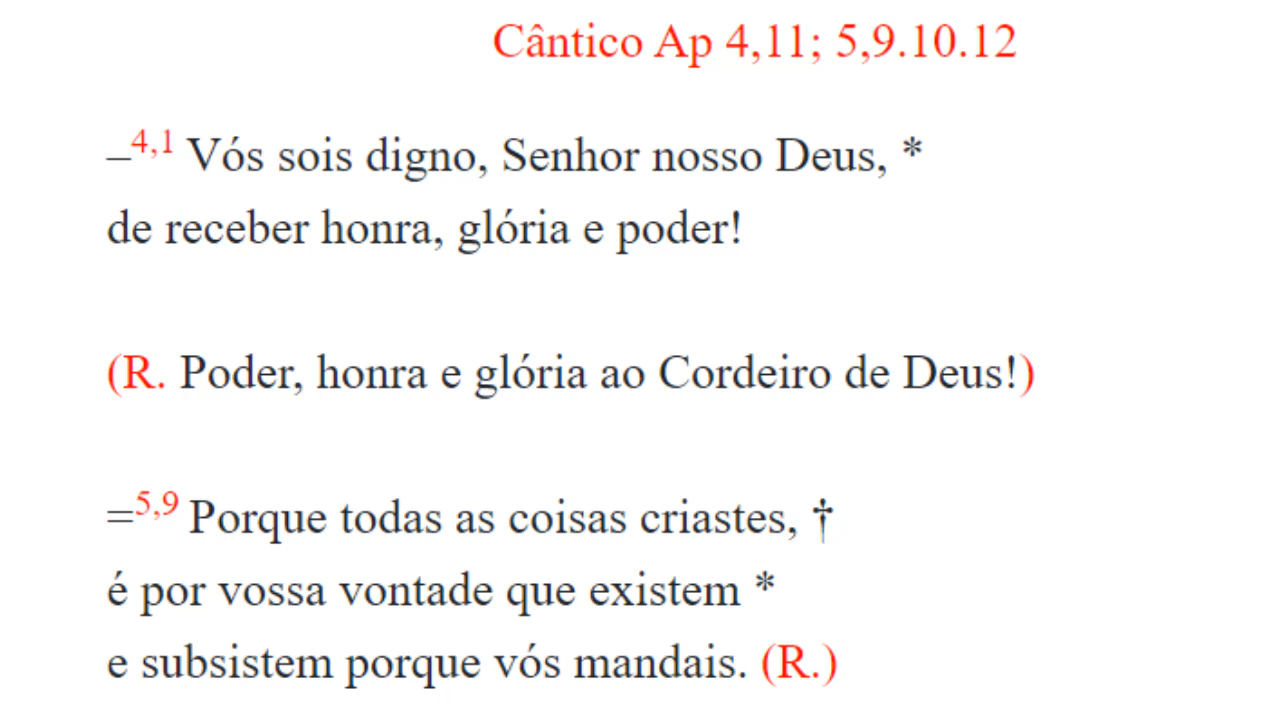 Cântico Ap 4,11; 5,9.10.12
–4,1 Vós sois digno, Senhor nosso Deus, *
de receber honra, glória e poder!
(R. Poder, honra e glória ao Cordeiro de Deus!)
=5,9 Porque todas as coisas criastes, †
é por vossa vontade que existem *
e subsistem porque vós mandais. (R.)